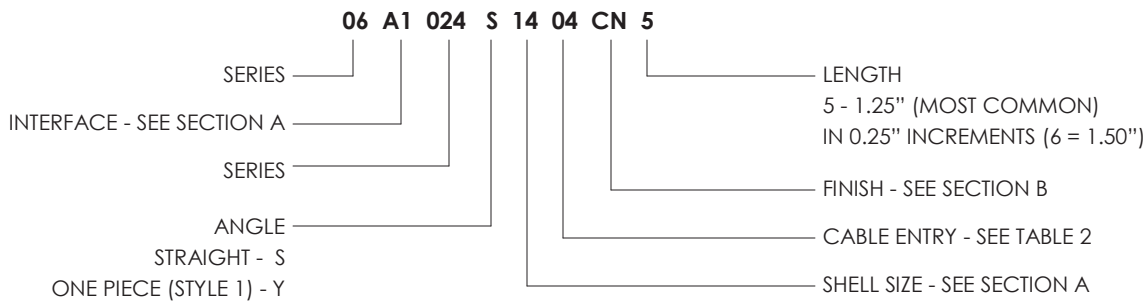 06 A1 024 S 14 04 CN 5
SERIES
INTERFACE - SEE SECTION A
SERIES
ANGLE
STRAIGHT - S
ONE PIECE (STYLE 1) - Y
LENGTH
5 - 1.25” (MOST COMMON)
IN 0.25” INCREMENTS (6 = 1.50”)
FINISH - SEE SECTION B
CABLE ENTRY - SEE TABLE 2
SHELL SIZE - SEE SECTION A